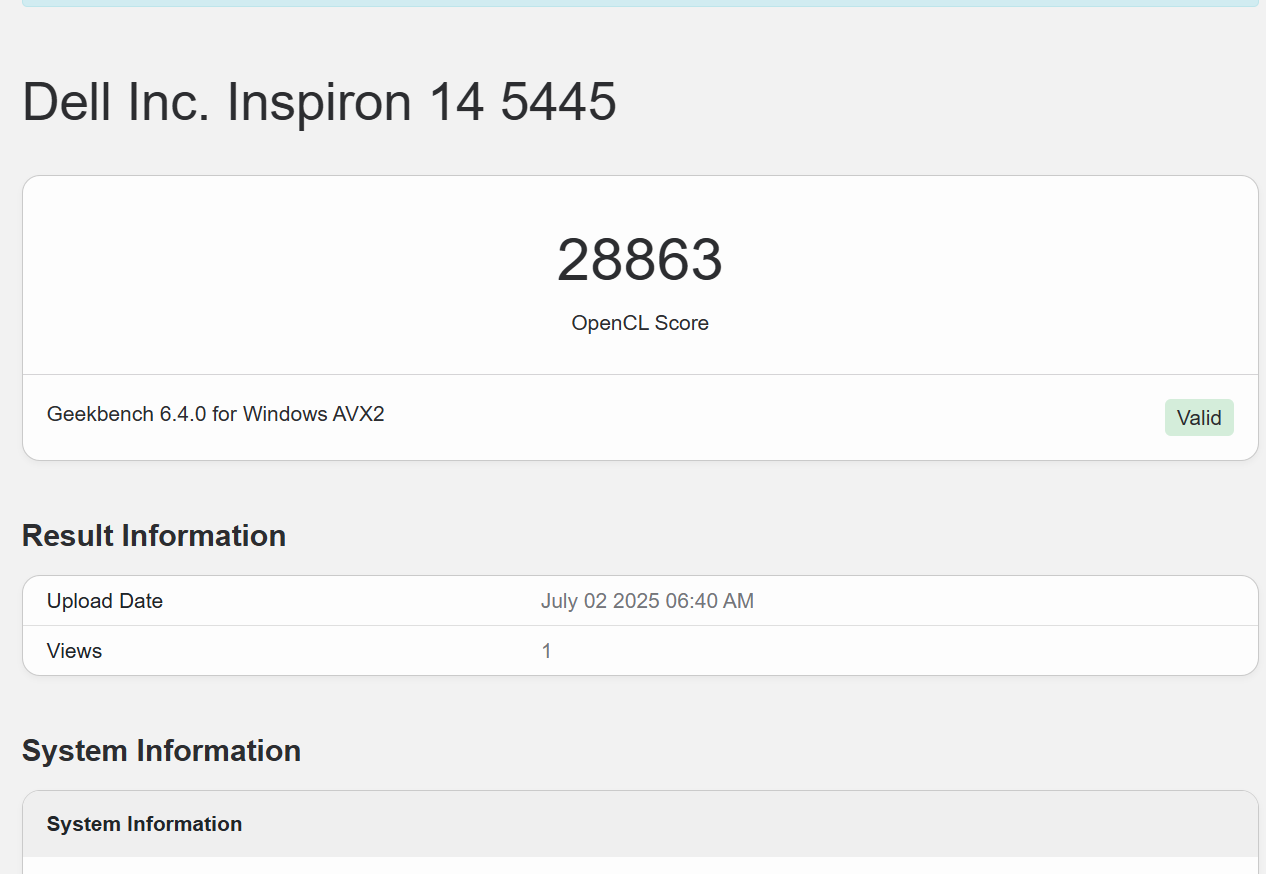 Dell Inc. Inspiron 14 5445
28863
OpenCL Score
Geekbench 6.4.0 for Windows AVX2
Valid
Result Information
Upload Date July 02 2025 06:40 AM
Views 1
System Information
System Information